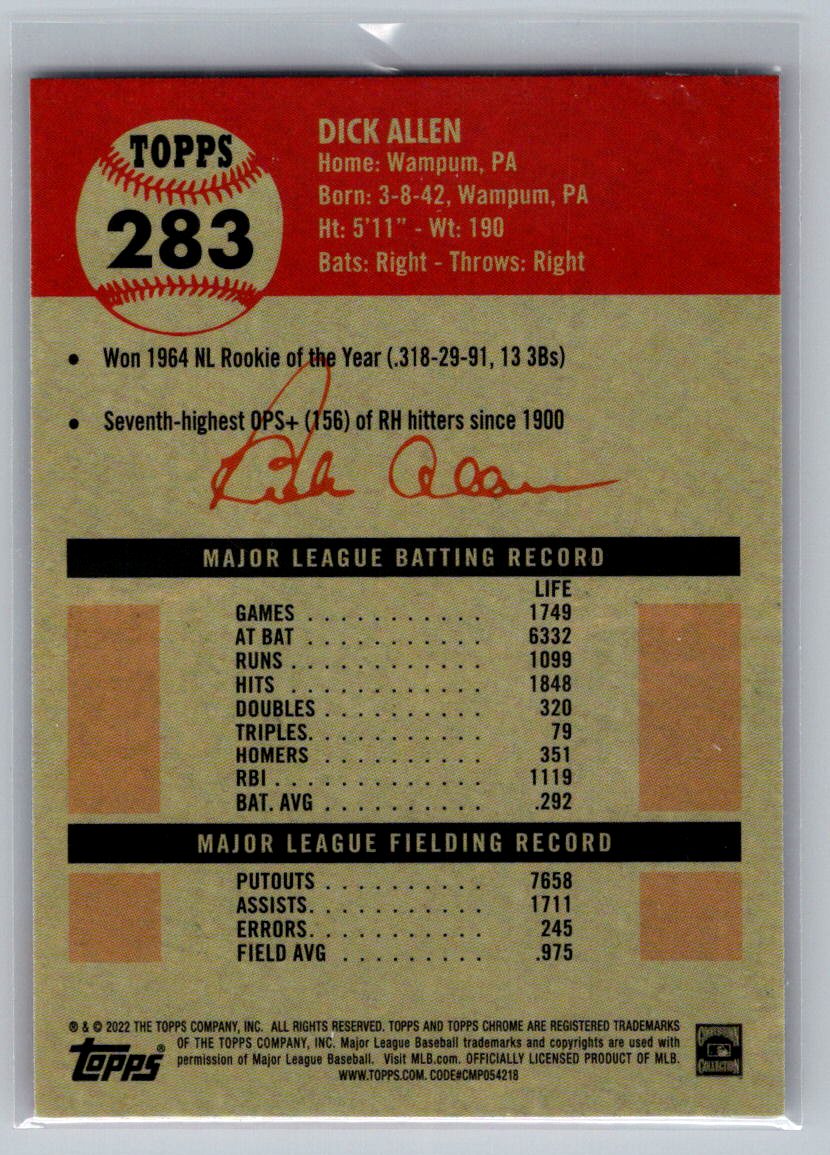 TOPPS
283
DICK ALLEN
Home: Wampum, PA
Born: 3-8-42, Wampum, PA
Ht: 5'11" - Wt: 190
Bats: Right - Throws: Right
• Won 1964 NL Rookie of the Year (.318-29-91, 13 3Bs)
• Seventh-highest OPS+ (156) of RH hitters since 1900
Rich Allen
MAJOR LEAGUE BATTING RECORD
LIFE
GAMES . . . . . . . . . . . 1749
AT BAT . . . . . . . . . . 6332
RUNS . . . . . . . . . . . 1099
HITS . . . . . . . . . . . 1848
DOUBLES . . . . . . . . . . 320
TRIPLES. . . . . . . . . . . 79
HOMERS . . . . . . . . . . 351
RBI . . . . . . . . . . . . 1119
BAT. AVG . . . . . . . . . . .292
MAJOR LEAGUE FIELDING RECORD
PUTOUTS . . . . . . . . . . 7658
ASSISTS. . . . . . . . . . . 1711
ERRORS. . . . . . . . . . . 245
FIELD AVG . . . . . . . . . .975
® & © 2022 THE TOPPS COMPANY, INC. ALL RIGHTS RESERVED. TOPPS AND TOPPS CHROME ARE REGISTERED TRADEMARKS
OF THE TOPPS COMPANY, INC. Major League Baseball trademarks and copyrights are used with
permission of Major League Baseball. Visit MLB.com. OFFICIALLY LICENSED PRODUCT OF MLB.
WWW.TOPPS.COM. CODE#CMP054218
Topps®
COOPERSTOWN
COLLECTION